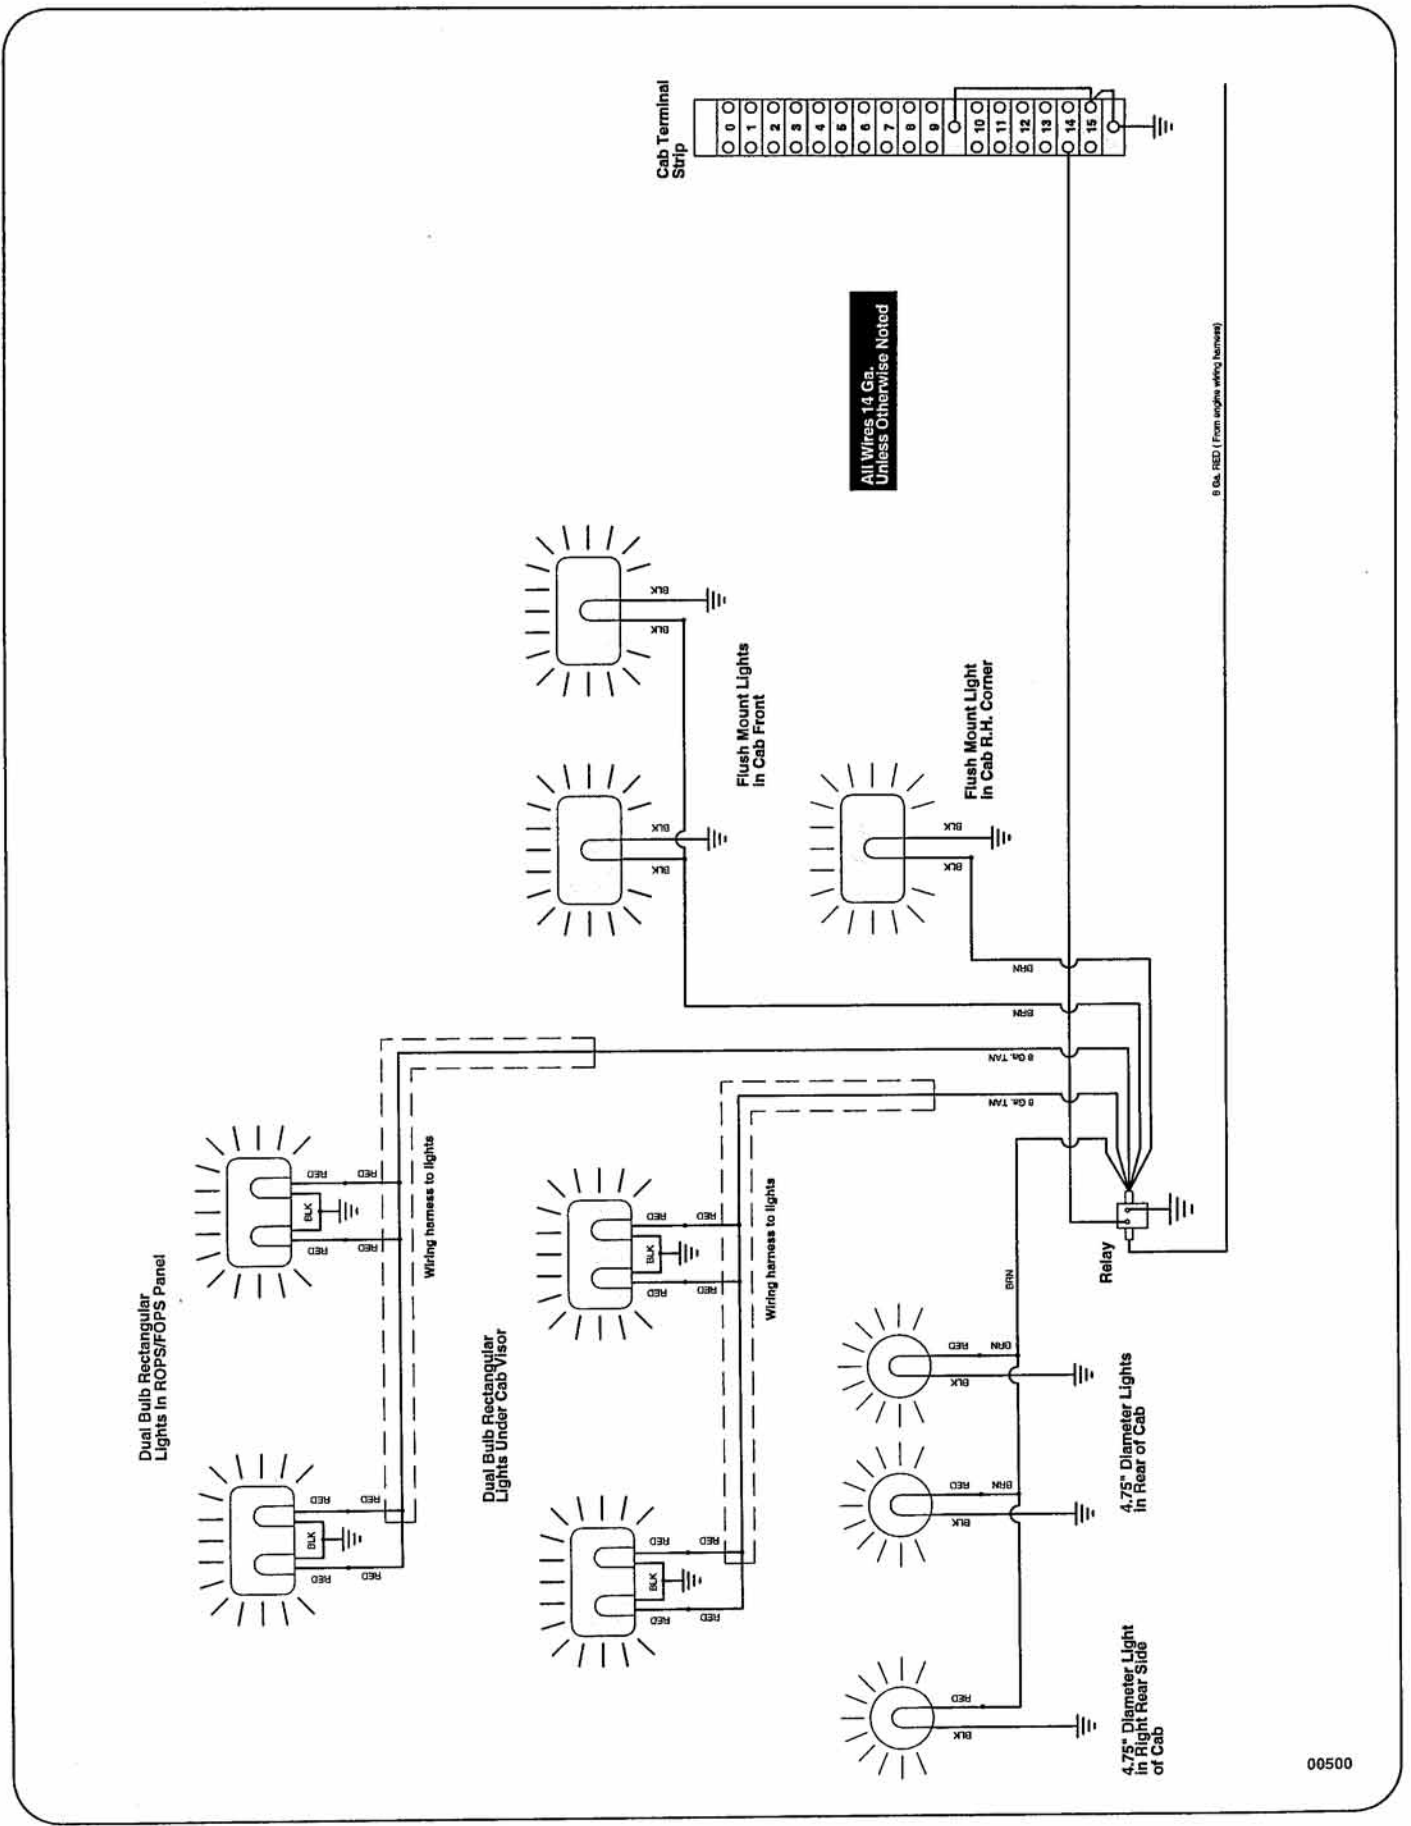 Dual Bulb Rectangular
Lights In ROPS/FOPS Panel
RED
BLK
RED
RED
BLK
RED
RED
RED
RED
RED
Wiring harness to lights
Dual Bulb Rectangular
Lights Under Cab Visor
RED
BLK
RED
RED
BLK
RED
RED
RED
RED
RED
Wiring harness to lights
BLK
BLK
BLK
BLK
Flush Mount Lights
in Cab Front
Cab Terminal
Strip
0
1
2
3
4
5
6
7
8
9
10
11
12
13
14
15
All Wires 14 Ga.
Unless Otherwise Noted
BLK
BLK
Flush Mount Light
in Cab R.H. Corner
BLK
RED
BLK
RED
BRN
BLK
RED
BRN
BRN
8 Ga. TAN
8 Ga. TAN
BRN
BRN
Relay
4.75" Diameter Light
in Right Rear Side
of Cab
4.75" Diameter Lights
in Rear of Cab
8 Ga. RED ( From engine wiring harness)
00500